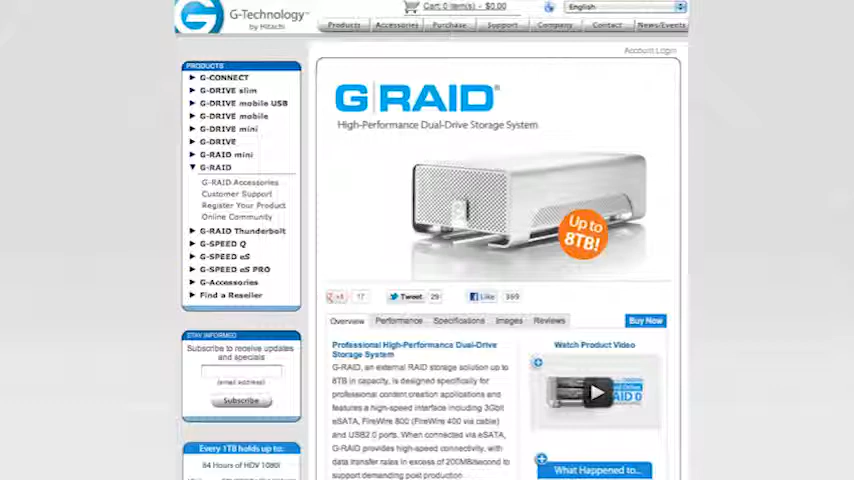 G-Technology™
by Hitachi
Cart: 0 item(s) - $0.00
English
Products
Accessories
Purchase
Support
Company
Contact
News/Events
Account Login
PRODUCTS
G-CONNECT
G-DRIVE slim
G-DRIVE mobile USB
G-DRIVE mobile
G-DRIVE mini
G-DRIVE
G-RAID mini
G-RAID
G-RAID Accessories
Customer Support
Register Your Product
Online Community
G-RAID Thunderbolt
G-SPEED Q
G-SPEED eS
G-SPEED eS PRO
G-Accessories
Find a Reseller
STAY INFORMED
Subscribe to receive updates
and specials
(email address)
Subscribe
Every 1TB holds up to:
84 Hours of HDV 1080i
G|RAID®
High-Performance Dual-Drive Storage System
Up to
8TB!
+1
17
Tweet
29
Like
369
Overview
Performance
Specifications
Images
Reviews
Buy Now
Professional High-Performance Dual-Drive
Storage System
G-RAID, an external RAID storage solution up to
8TB in capacity, is designed specifically for
professional content creation applications and
features a high-speed interface including 3Gbit
eSATA, FireWire 800 (FireWire 400 via cable)
and USB2.0 ports. When connected via eSATA,
G-RAID provides high-speed connectivity, with
data transfer rates in excess of 200MB/second to
support demanding post production
Watch Product Video
AID 0
What Happened to...